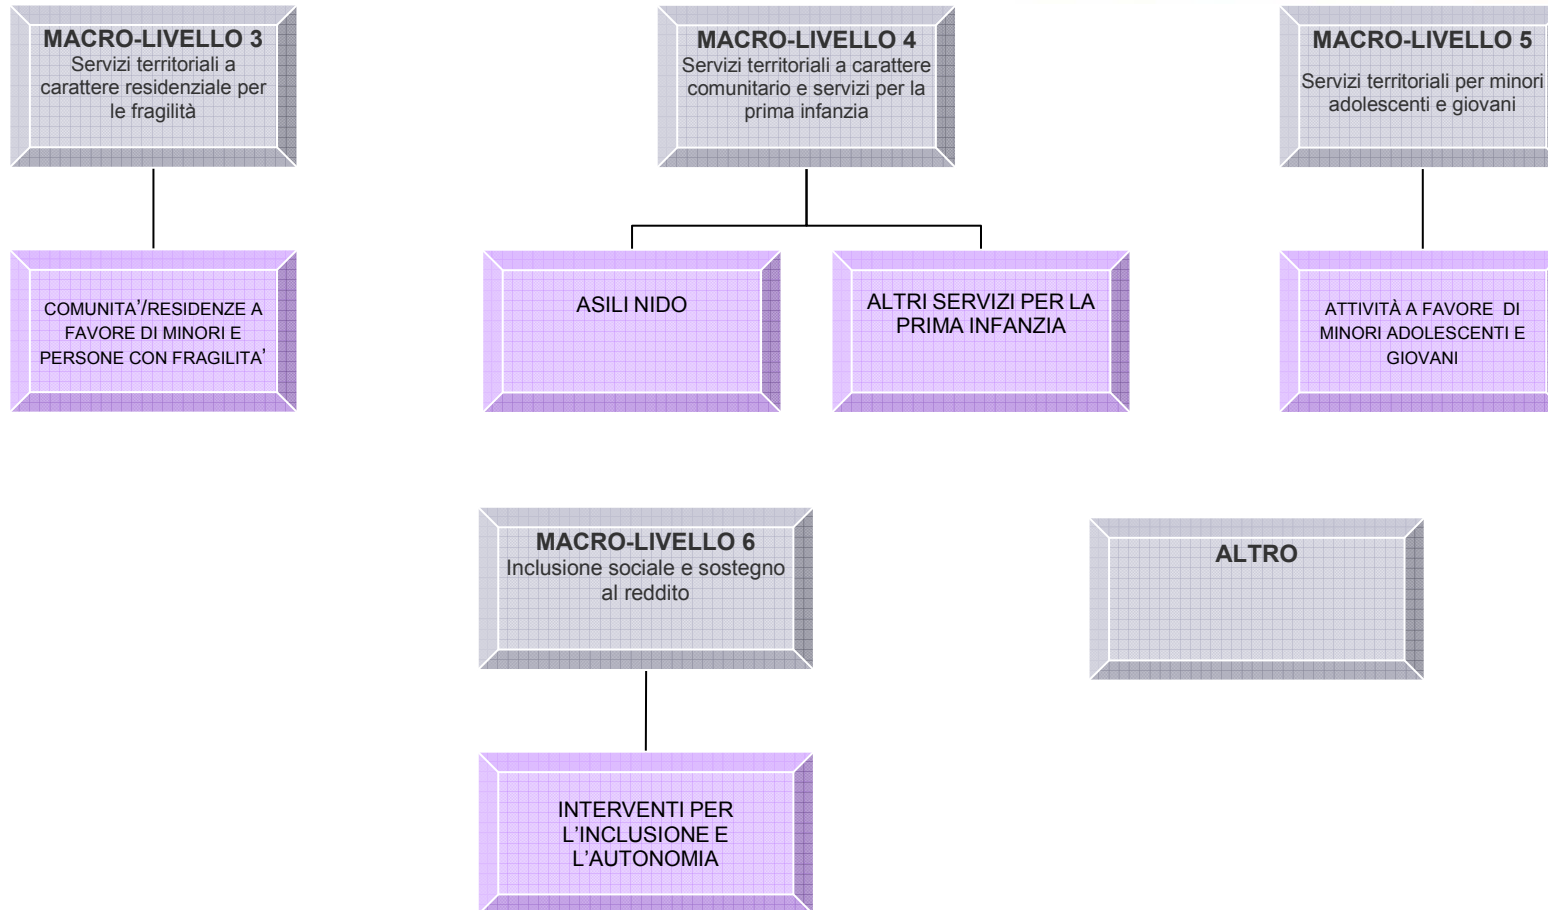 MACRO-LIVELLO 3
Servizi territoriali a
carattere residenziale per
le fragilità
MACRO-LIVELLO 4
Servizi territoriali a carattere
comunitario e servizi per la
prima infanzia
MACRO-LIVELLO 5
Servizi territoriali per minori
adolescenti e giovani
COMUNITA’/RESIDENZE A
FAVORE DI MINORI E
PERSONE CON FRAGILITA’
ASILI NIDO
ALTRI SERVIZI PER LA
PRIMA INFANZIA
ATTIVITÀ A FAVORE DI
MINORI ADOLESCENTI E
GIOVANI
MACRO-LIVELLO 6
Inclusione sociale e sostegno
al reddito
ALTRO
INTERVENTI PER
L’INCLUSIONE E
L’AUTONOMIA